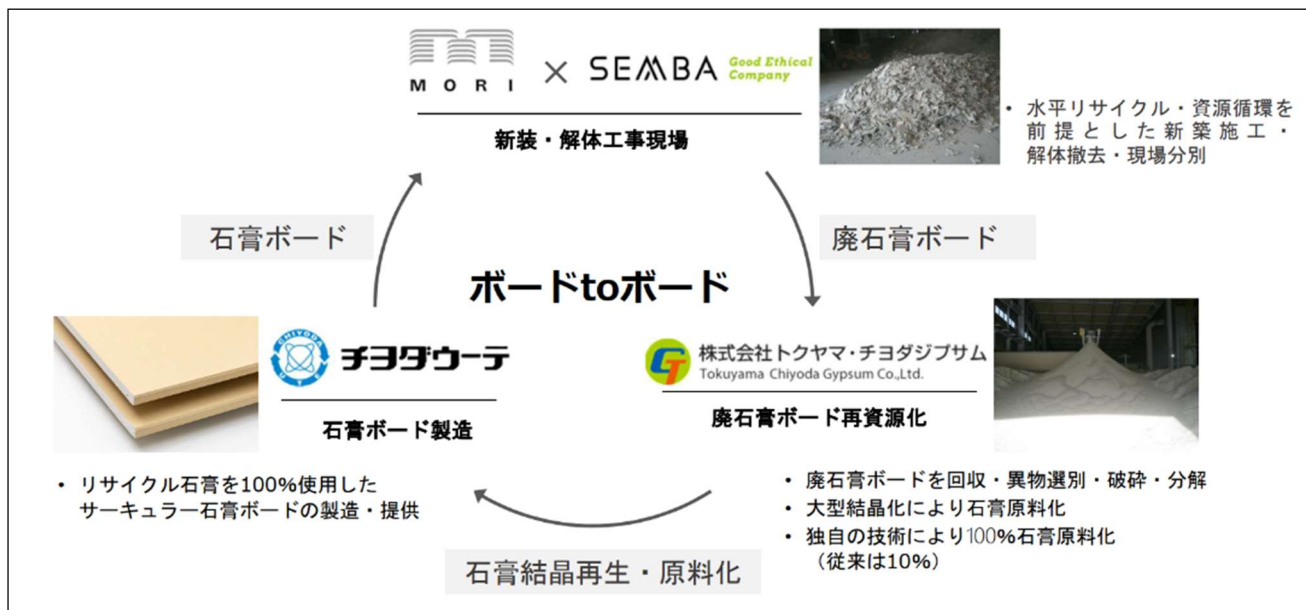 MORI × SEMBA Good Ethical
Company
新装・解体工事現場
• 水平リサイクル・資源循環を
前提とした新築施工・
解体撤去・現場分別
石膏ボード
廃石膏ボード
ボードtoボード
CHIYODA
UTE
チヨダウーテ
石膏ボード製造
• リサイクル石膏を100%使用した
サーキュラー石膏ボードの製造・提供
GT
株式会社トクヤマ・チヨダジプサム
Tokuyama Chiyoda Gypsum Co.,Ltd.
廃石膏ボード再資源化
• 廃石膏ボードを回収・異物選別・破砕・分解
• 大型結晶化により石膏原料化
• 独自の技術により100%石膏原料化
（従来は10%）
石膏結晶再生・原料化